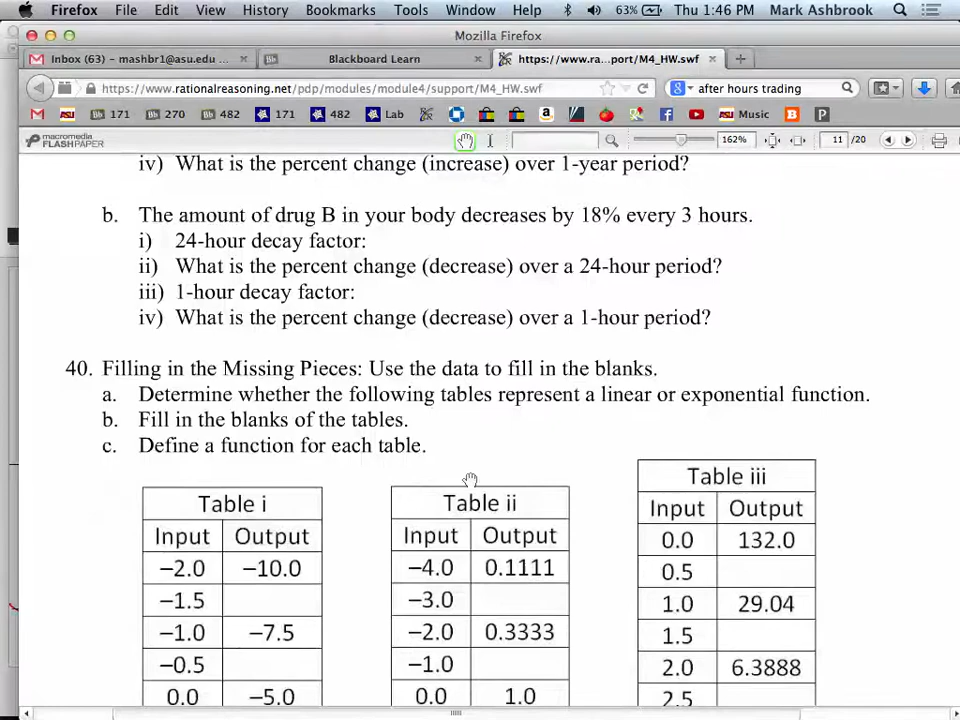 Firefox File Edit View History Bookmarks Tools Window Help 63% Thu 1:46 PM Mark Ashbrook
Mozilla Firefox
Inbox (63) – mashbr1@asu.edu ... × Blackboard Learn × https://www.ra...port/M4_HW.swf × +
https://www.rationalreasoning.net/pdp/modules/module4/support/M4_HW.swf after hours trading
171 270 482 171 482 Lab Music
macromedia FLASHPAPER 162% 11 /20
iv) What is the percent change (increase) over 1-year period?
b. The amount of drug B in your body decreases by 18% every 3 hours.
i) 24-hour decay factor:
ii) What is the percent change (decrease) over a 24-hour period?
iii) 1-hour decay factor:
iv) What is the percent change (decrease) over a 1-hour period?
40. Filling in the Missing Pieces: Use the data to fill in the blanks.
a. Determine whether the following tables represent a linear or exponential function.
b. Fill in the blanks of the tables.
c. Define a function for each table.
Table i
Input Output
–2.0 –10.0
–1.5
–1.0 –7.5
–0.5
0.0 –5.0
Table ii
Input Output
–4.0 0.1111
–3.0
–2.0 0.3333
–1.0
0.0 1.0
Table iii
Input Output
0.0 132.0
0.5
1.0 29.04
1.5
2.0 6.3888
2.5